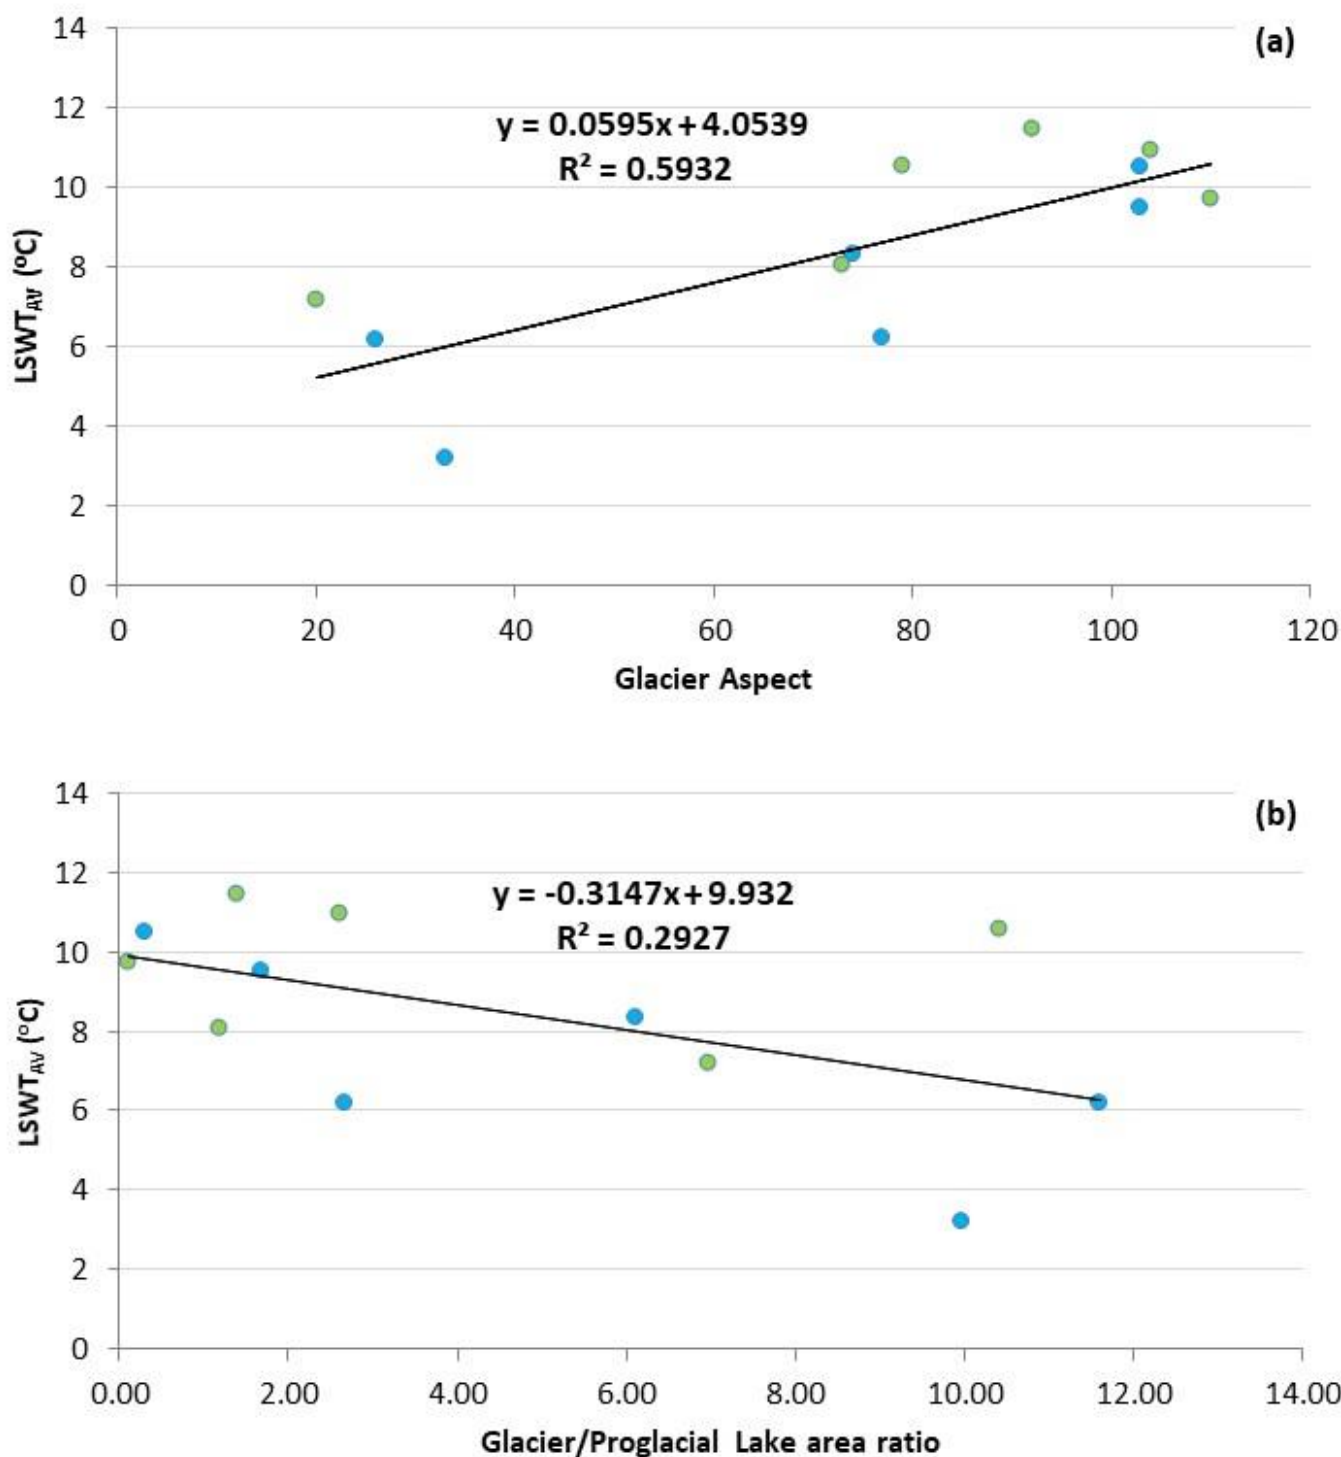 (a)
14
12
10
8
6
4
2
0
LSWT_AV (ºC)
y = 0.0595x + 4.0539
R² = 0.5932
0 20 40 60 80 100 120
Glacier Aspect
(b)
14
12
10
8
6
4
2
0
LSWT_AV (°C)
y = -0.3147x + 9.932
R² = 0.2927
0.00 2.00 4.00 6.00 8.00 10.00 12.00 14.00
Glacier/Proglacial Lake area ratio